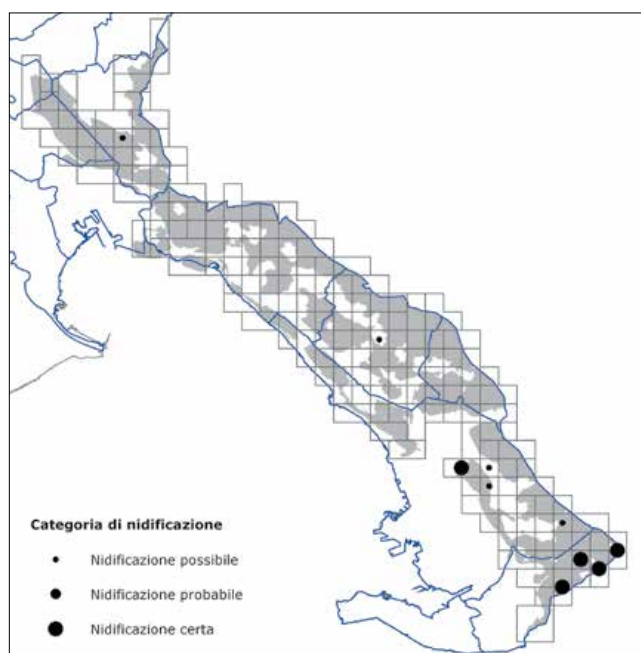 Categoria di nidificazione
Nidificazione possibile
Nidificazione probabile
Nidificazione certa